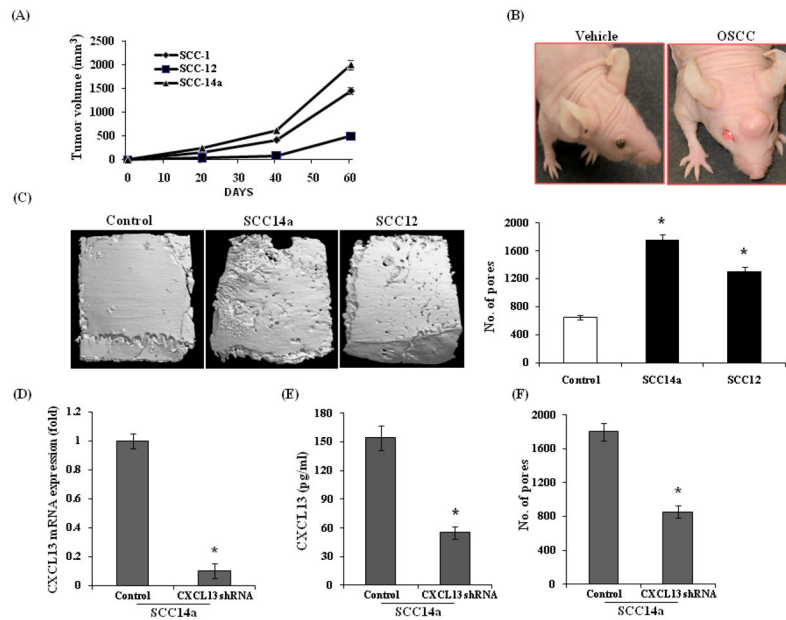 (A)
Tumor volume (mm3)
2500
2000
1500
1000
500
0
SCC-1
SCC-12
SCC-14a
0 20 40 60
DAYS
(B)
Vehicle OSCC
(C)
Control SCC14a SCC12
No. of pores
2000
1600
1200
800
400
* *
Control SCC14a SCC12
(D)
CXCL13 mRNA expression (fold)
1.2
1
0.8
0.6
0.4
0.2
0
*
Control CXCL13 shRNA
SCC14a
(E)
CXCL13 (pg/ml)
180
150
120
90
60
30
0
*
Control CXCL13 shRNA
SCC14a
(F)
No. of pores
2000
1600
1200
800
400
0
*
Control CXCL13 shRNA
SCC14a